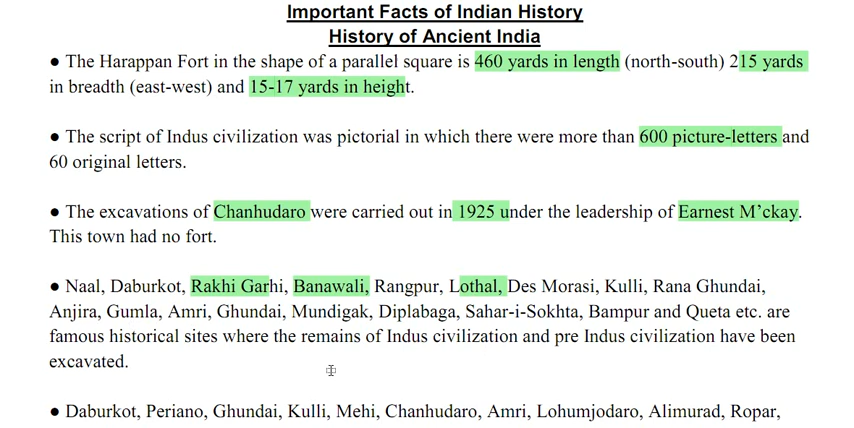 Important Facts of Indian History
History of Ancient India
● The Harappan Fort in the shape of a parallel square is 460 yards in length (north-south) 215 yards
in breadth (east-west) and 15-17 yards in height.
● The script of Indus civilization was pictorial in which there were more than 600 picture-letters and
60 original letters.
● The excavations of Chanhudaro were carried out in 1925 under the leadership of Earnest M’ckay.
This town had no fort.
● Naal, Daburkot, Rakhi Garhi, Banawali, Rangpur, Lothal, Des Morasi, Kulli, Rana Ghundai,
Anjira, Gumla, Amri, Ghundai, Mundigak, Diplabaga, Sahar-i-Sokhta, Bampur and Queta etc. are
famous historical sites where the remains of Indus civilization and pre Indus civilization have been
excavated.
● Daburkot, Periano, Ghundai, Kulli, Mehi, Chanhudaro, Amri, Lohumjodaro, Alimurad, Ropar,